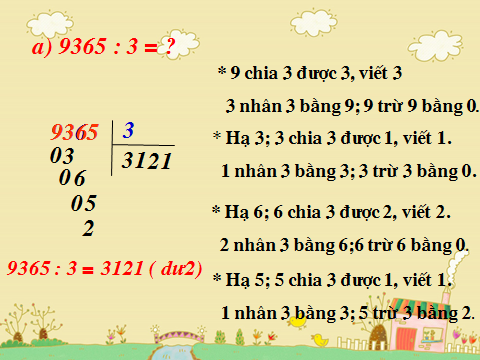 a) 9365 : 3 = ?
9365 3
03 3121
06
05
2
9365 : 3 = 3121 ( dư2)
* 9 chia 3 được 3, viết 3
3 nhân 3 bằng 9; 9 trừ 9 bằng 0.
* Hạ 3; 3 chia 3 được 1, viết 1.
1 nhân 3 bằng 3; 3 trừ 3 bằng 0.
* Hạ 6; 6 chia 3 được 2, viết 2.
2 nhân 3 bằng 6;6 trừ 6 bằng 0.
* Hạ 5; 5 chia 3 được 1, viết 1.
1 nhân 3 bằng 3; 5 trừ 3 bằng 2.